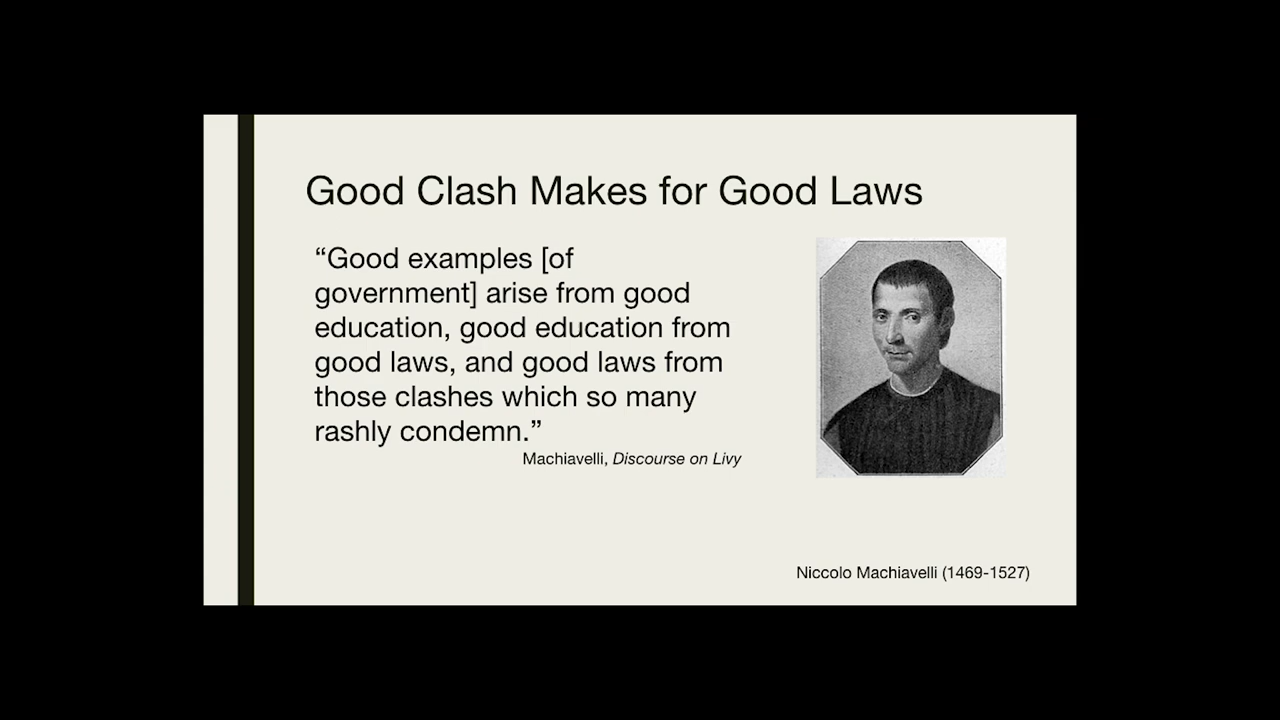 Good Clash Makes for Good Laws
“Good examples [of
government] arise from good
education, good education from
good laws, and good laws from
those clashes which so many
rashly condemn.”
Machiavelli, Discourse on Livy
Niccolo Machiavelli (1469-1527)